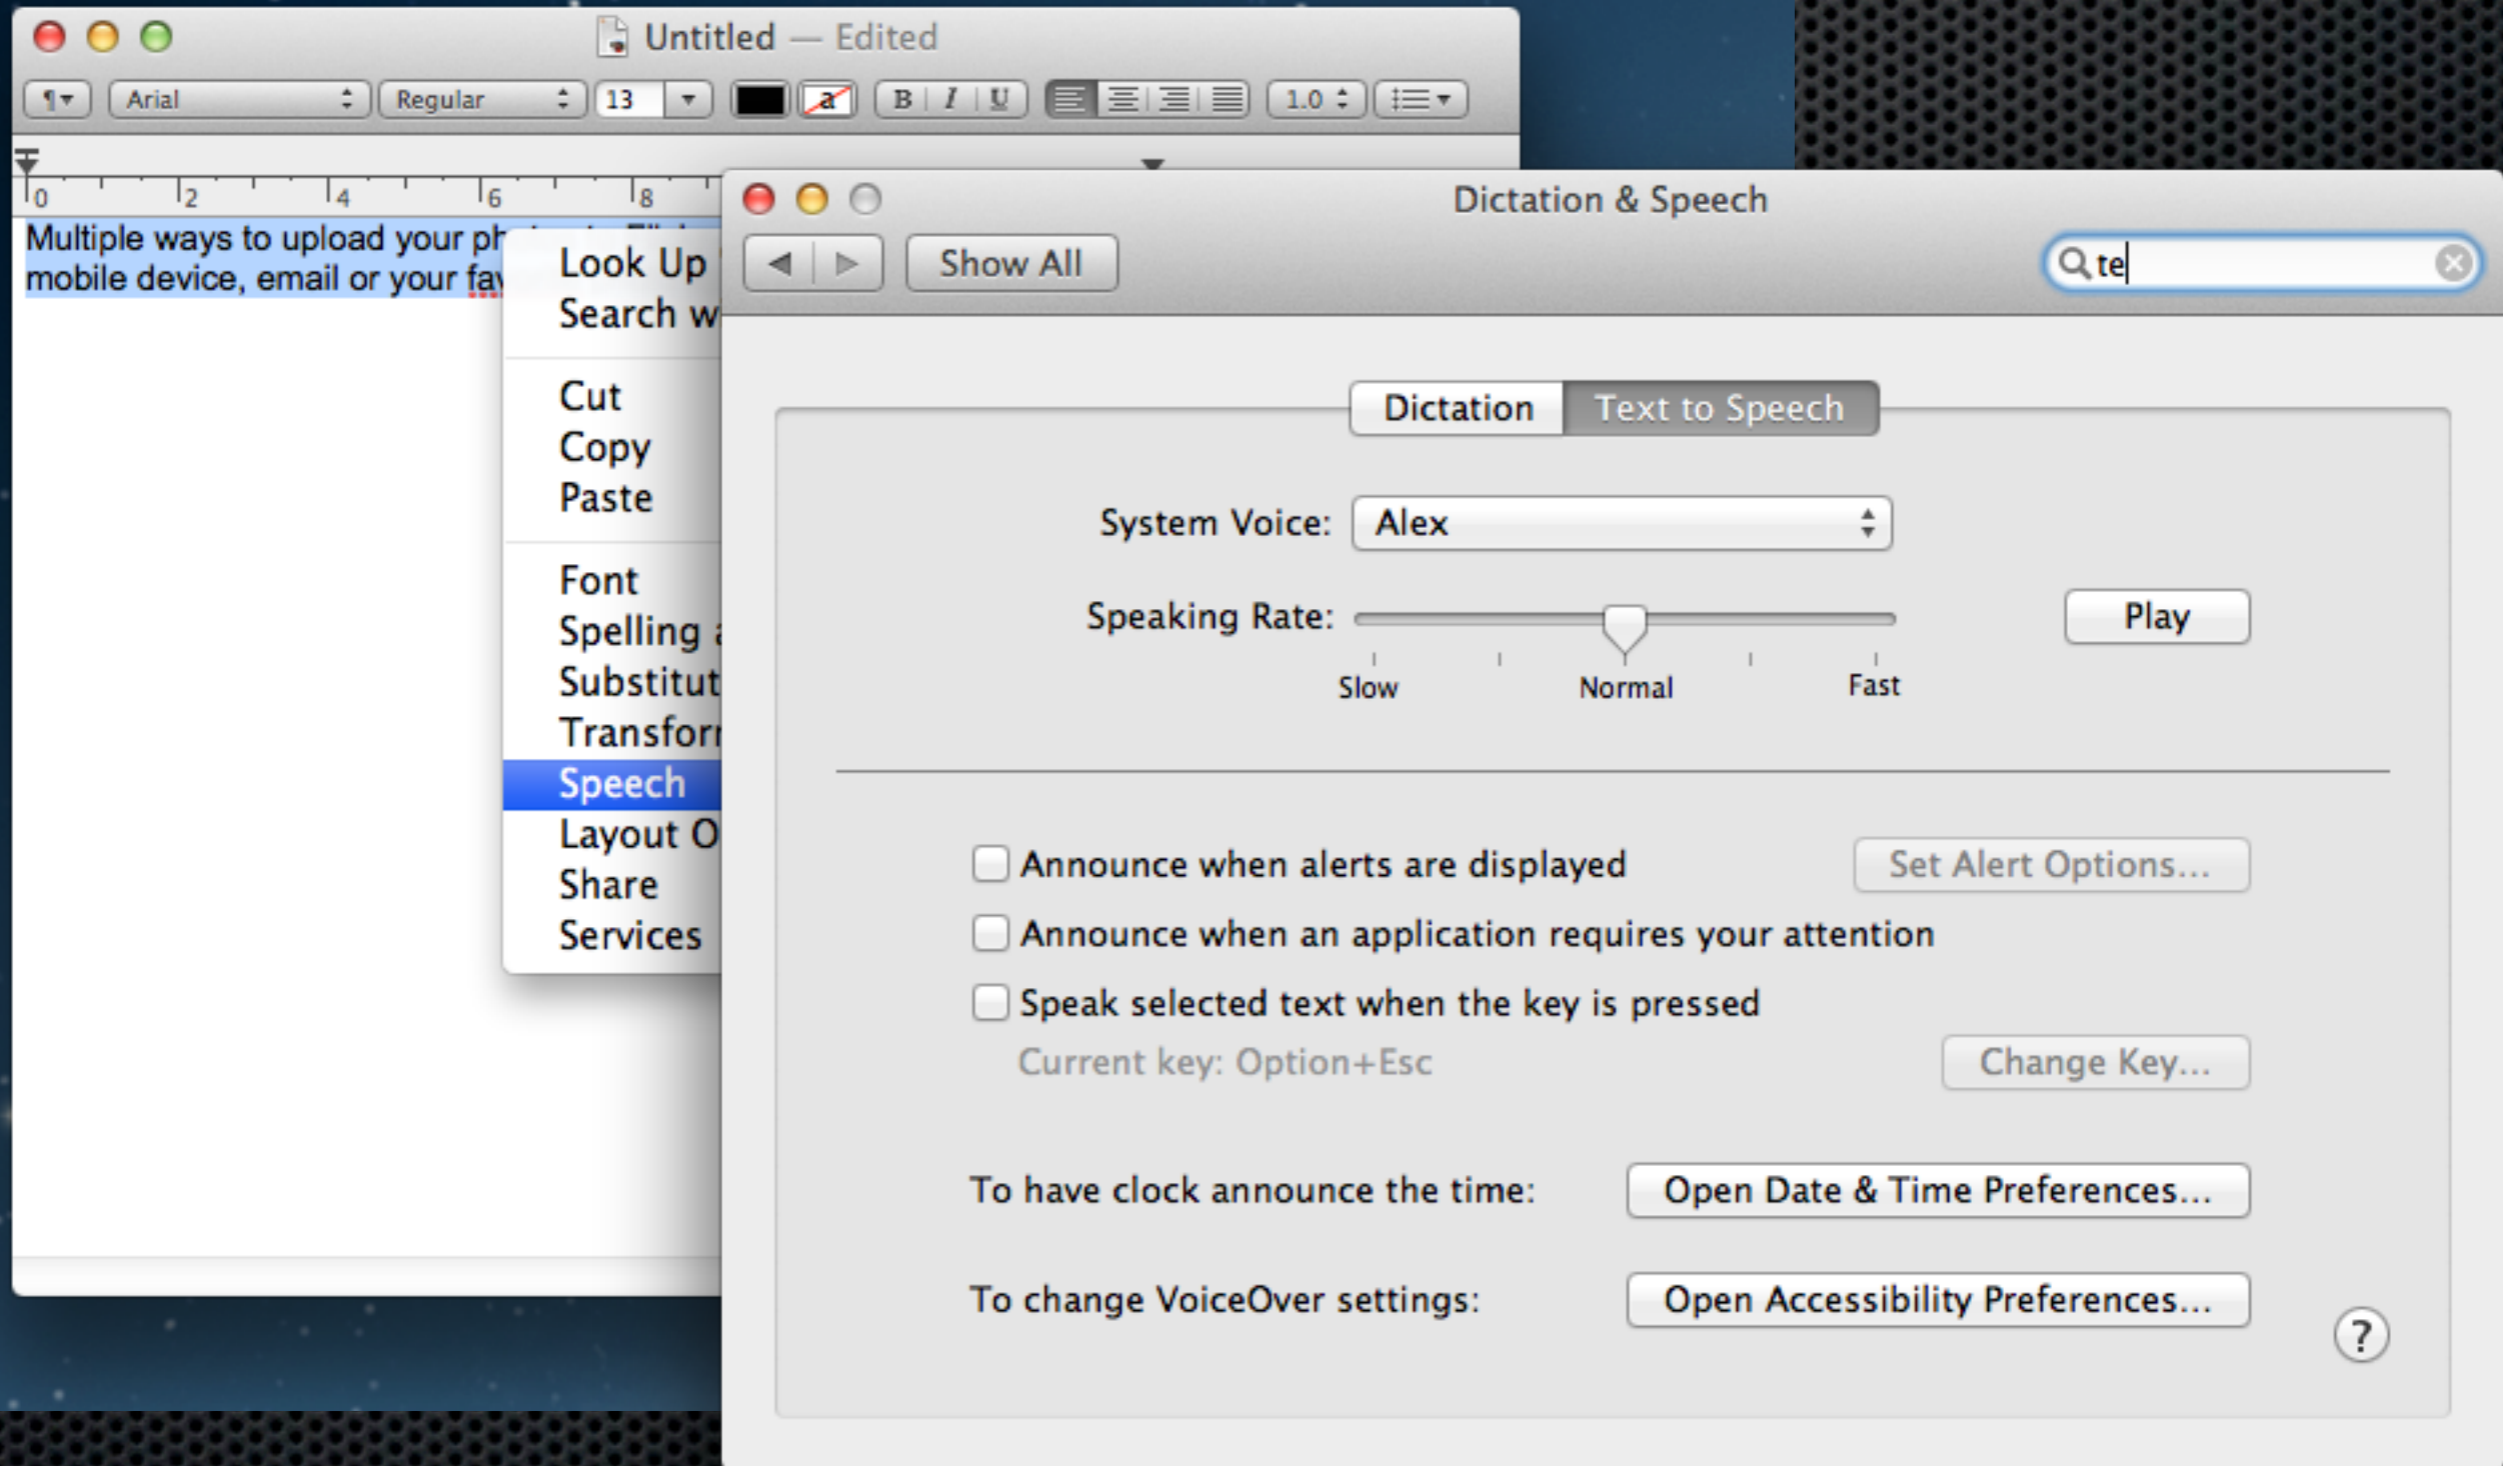 Untitled — Edited
¶ Arial Regular 13 a B I U 1.0
0 2 4 6 8
Multiple ways to upload your
mobile device, email or your
Look Up
Search
Cut
Copy
Paste
Font
Spelling
Speech
Layout
Share
Services
Dictation & Speech
Show All
te
Dictation Text to Speech
System Voice: Alex
Speaking Rate: Play
Slow Normal Fast
Announce when alerts are displayed Set Alert Options...
Announce when an application requires your attention
Speak selected text when the key is pressed
Current key: Option+Esc Change Key...
To have clock announce the time: Open Date & Time Preferences...
To change VoiceOver settings: Open Accessibility Preferences...
?